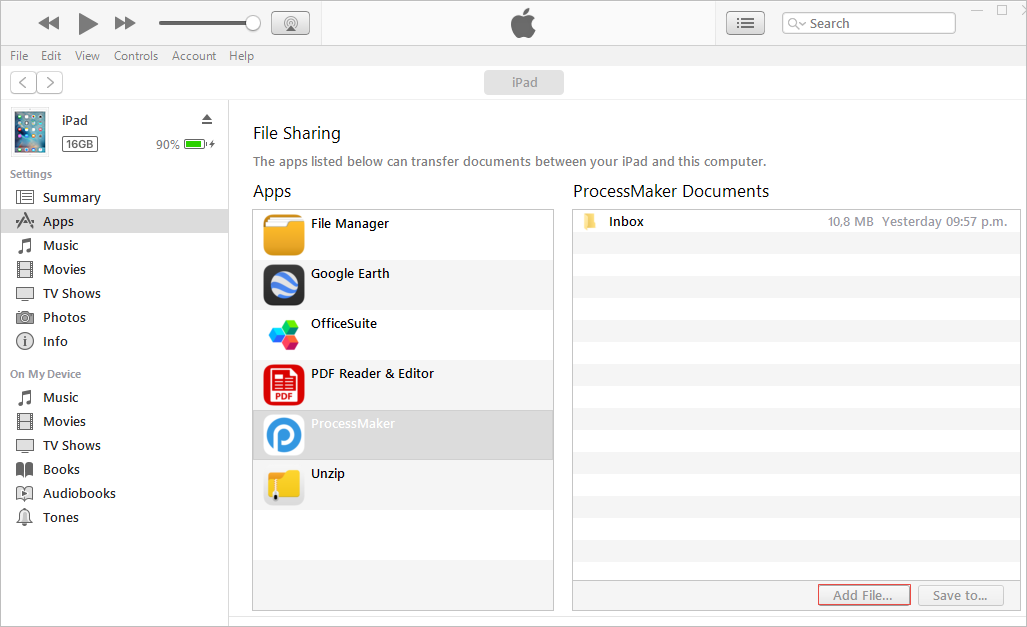 Search
File Edit View Controls Account Help
iPad
iPad
16GB 90%
Settings
Summary
Apps
Music
Movies
TV Shows
Photos
Info
On My Device
Music
Movies
TV Shows
Books
Audiobooks
Tones
File Sharing
The apps listed below can transfer documents between your iPad and this computer.
Apps
File Manager
Google Earth
OfficeSuite
PDF Reader & Editor
PDF
ProcessMaker
Unzip
ProcessMaker Documents
Inbox 10,8 MB Yesterday 09:57 p.m.
Add File... Save to...